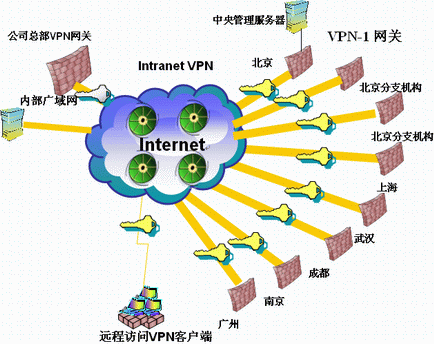 中央管理服务器
公司总部VPN网关
VPN-1 网关
Intranet VPN
北京
北京分支机构
内部广域网
北京分支机构
Internet
上海
武汉
成都
南京
广州
远程访问VPN客户端